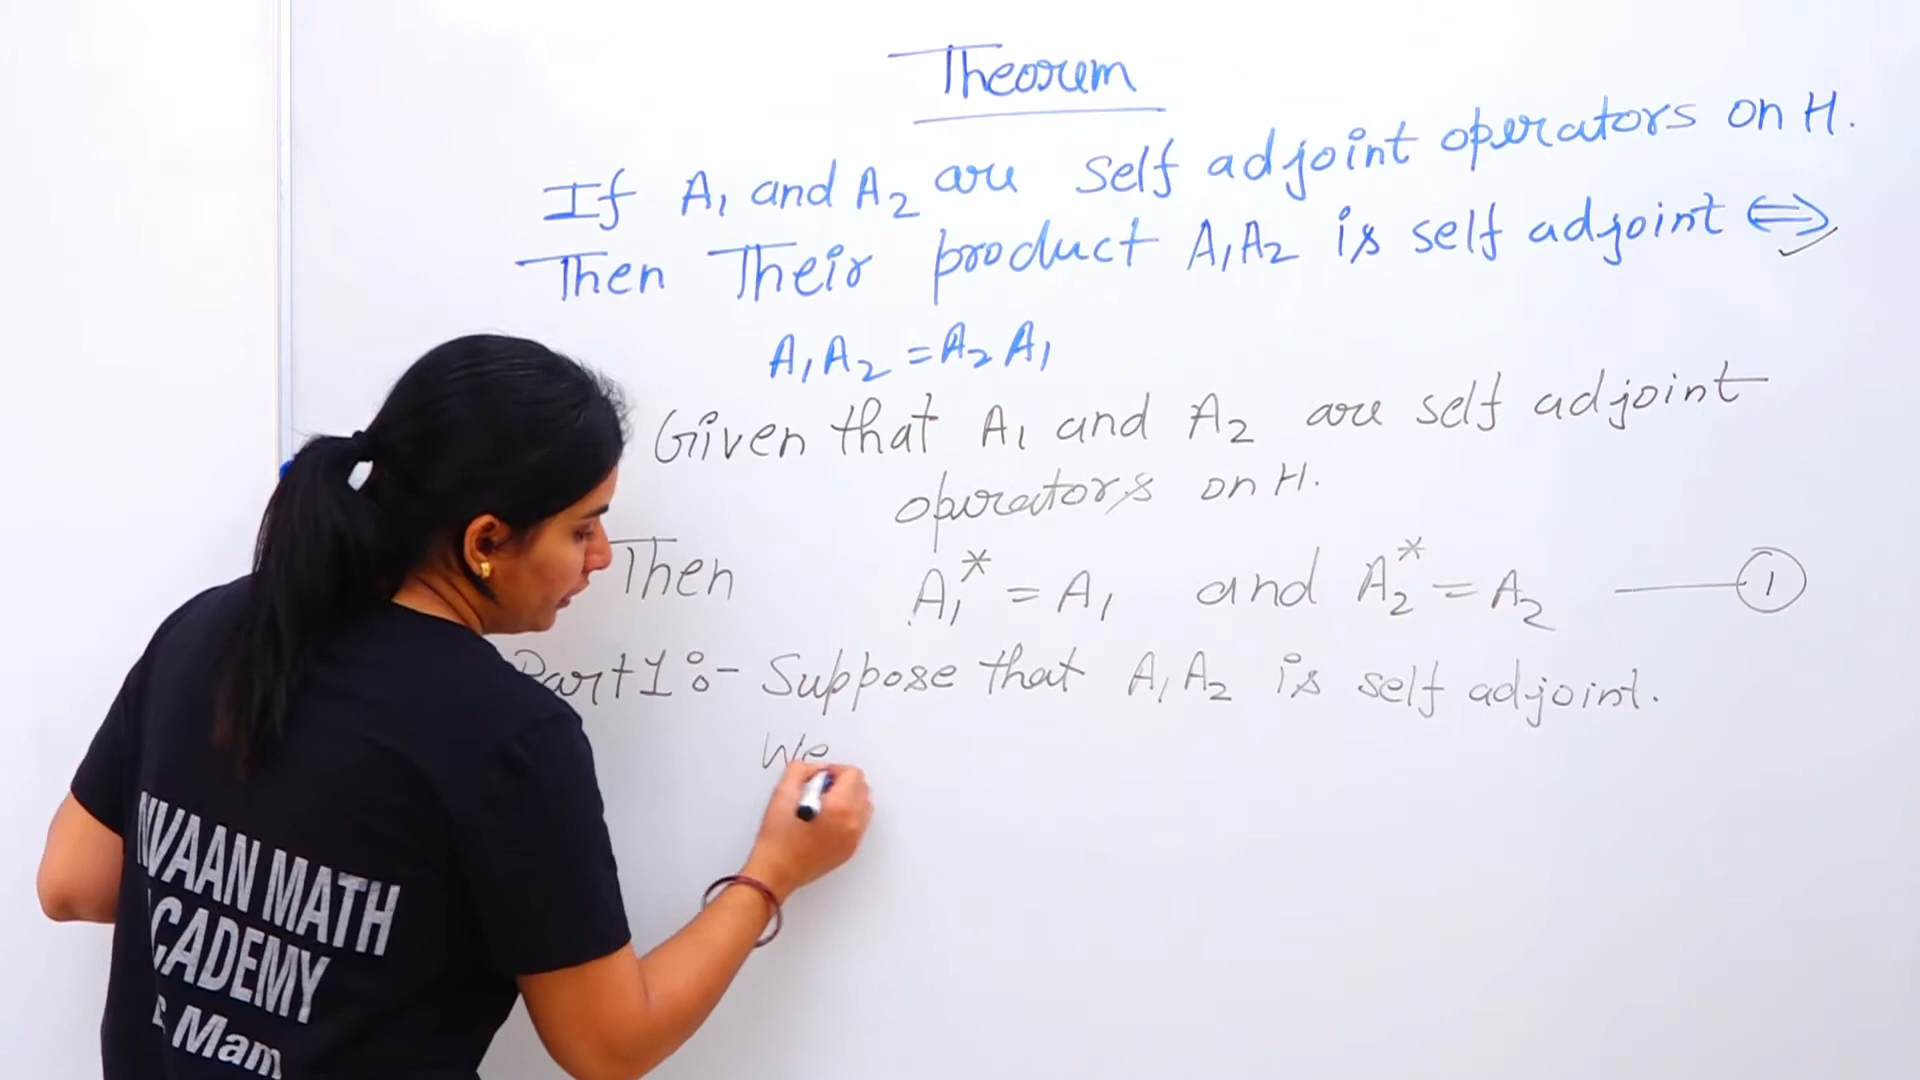 Theorem
If A₁ and A₂ are self adjoint operators on H.
Then Their product A₁A₂ is self adjoint ⇔
A₁A₂ = A₂A₁
Given that A₁ and A₂ are self adjoint
operators on H.
Then A₁* = A₁ and A₂* = A₂ —— ①
Part 1 :- Suppose that A₁A₂ is self adjoint.
We
NVAAN MATH
CADEMY
Mam